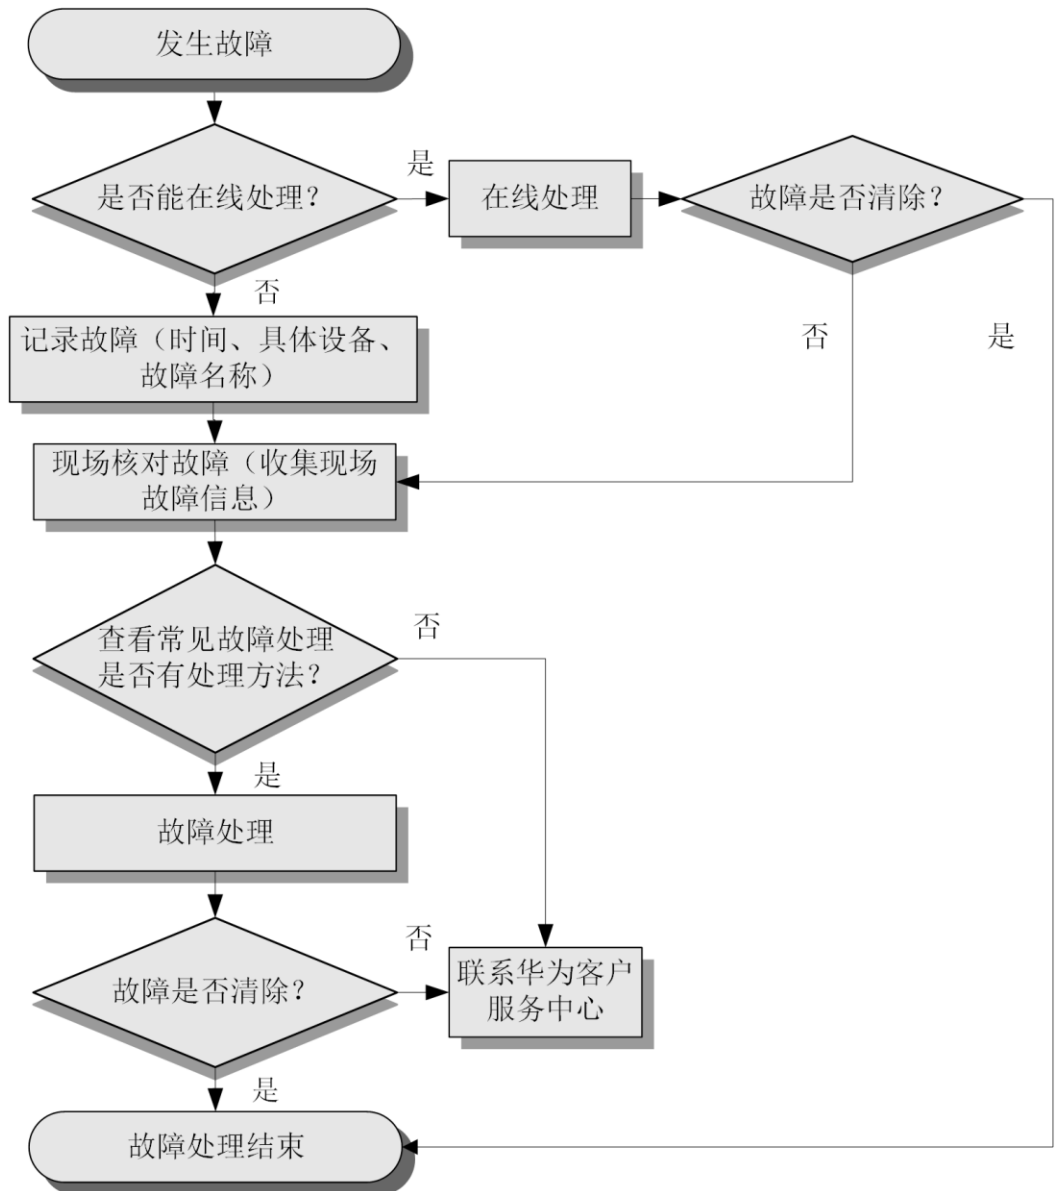 发生故障
是否能在线处理？
是
在线处理
故障是否清除？
否
记录故障（时间、具体设备、
故障名称）
否
是
现场核对故障（收集现场
故障信息）
查看常见故障处理
是否有处理方法？
否
是
故障处理
故障是否清除？
否
联系华为客户
服务中心
是
故障处理结束